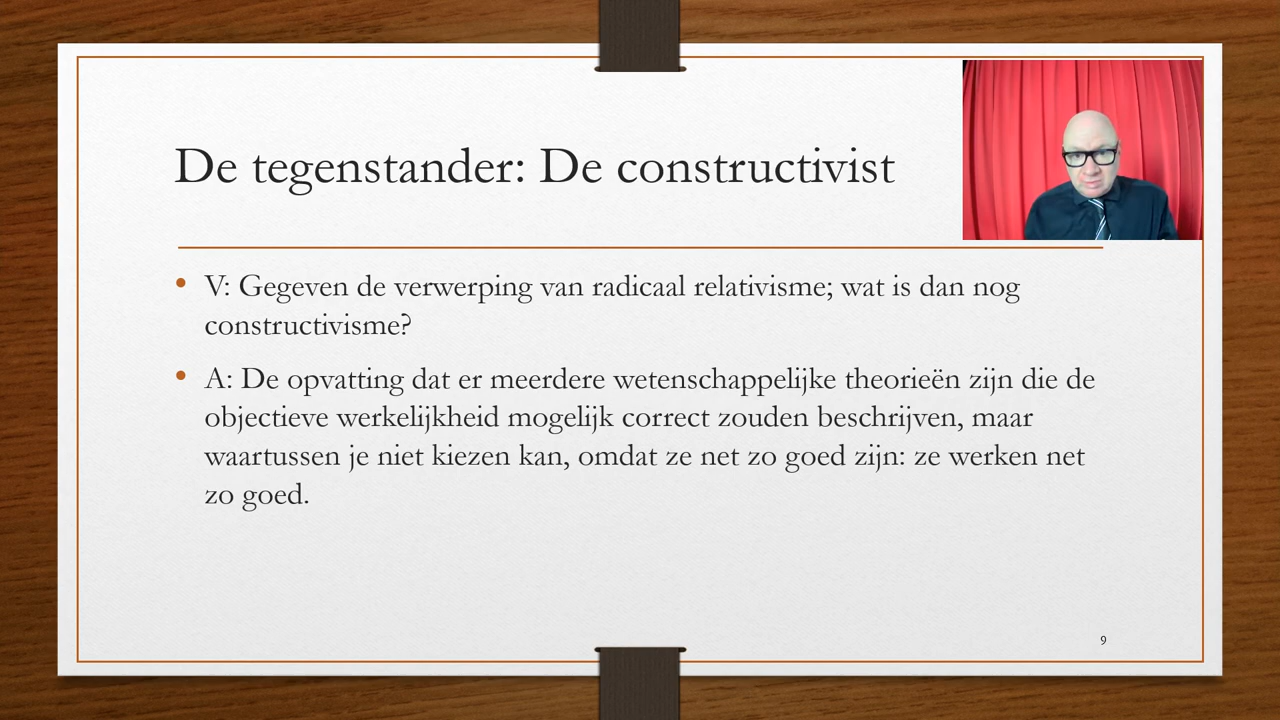 De tegenstander: De constructivist
V: Gegeven de verwerping van radicaal relativisme; wat is dan nog
constructivisme?
A: De opvatting dat er meerdere wetenschappelijke theorieën zijn die de
objectieve werkelijkheid mogelijk correct zouden beschrijven, maar
waartussen je niet kiezen kan, omdat ze net zo goed zijn: ze werken net
zo goed.
9